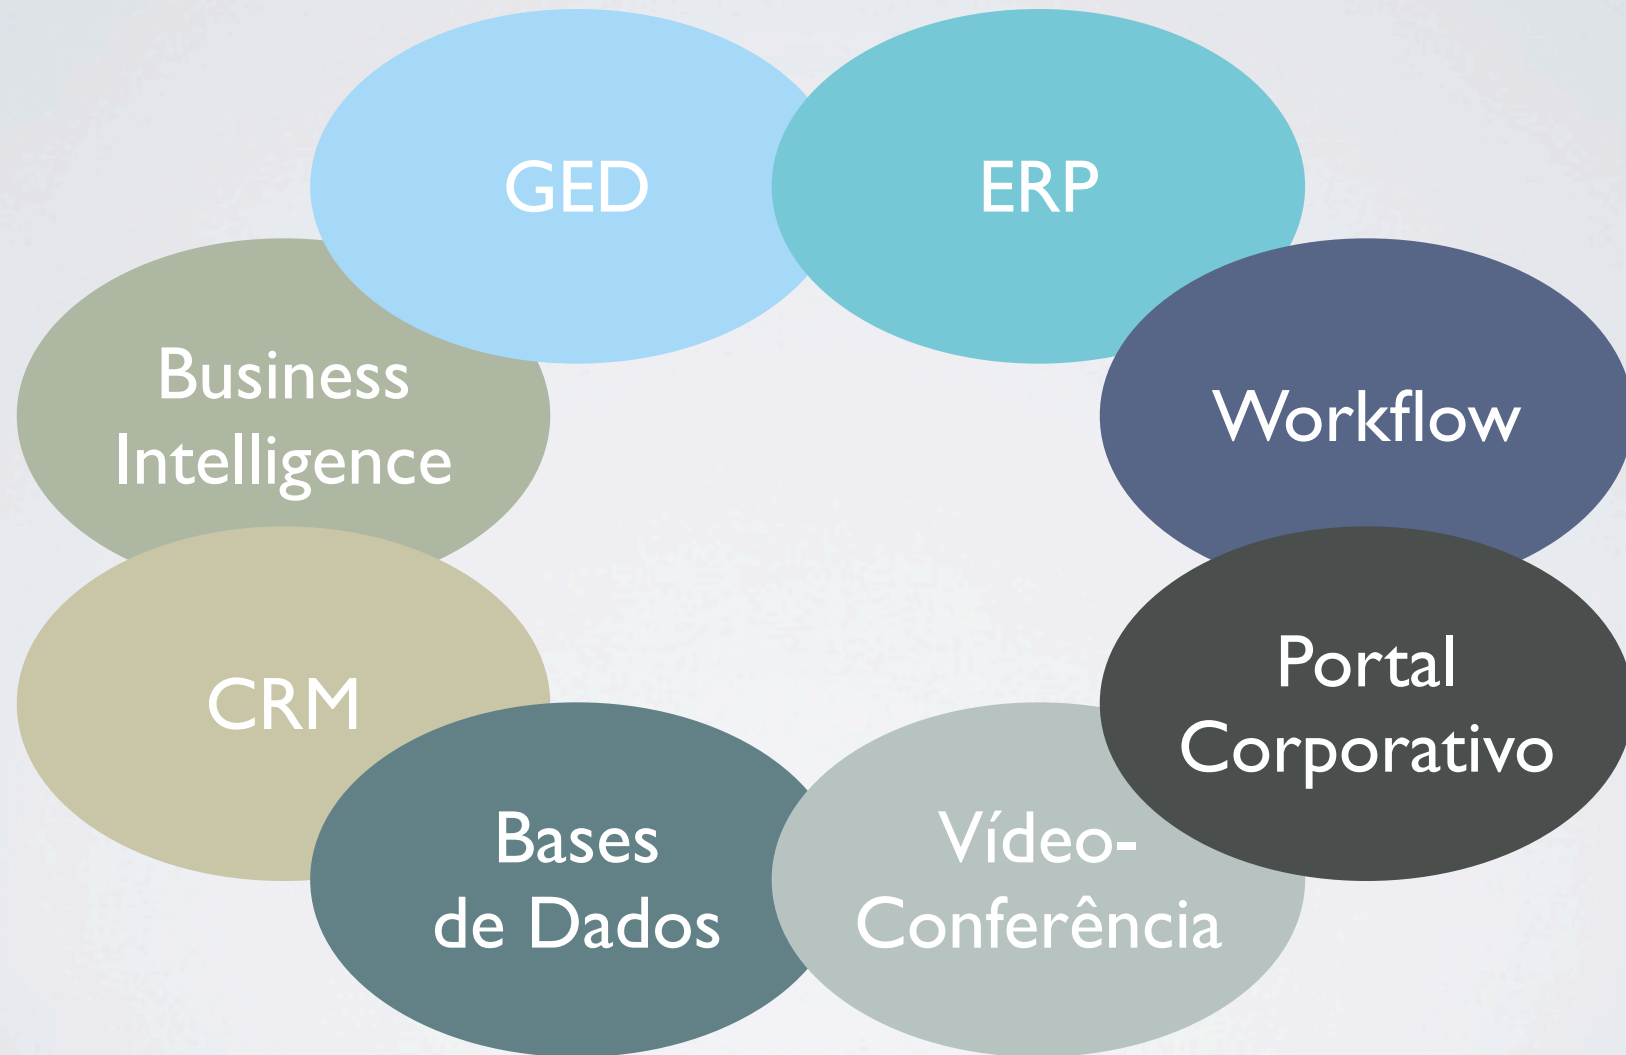 GED
ERP
Workflow
Portal
Corporativo
Vídeo-
Conferência
Bases
de Dados
CRM
Business
Intelligence